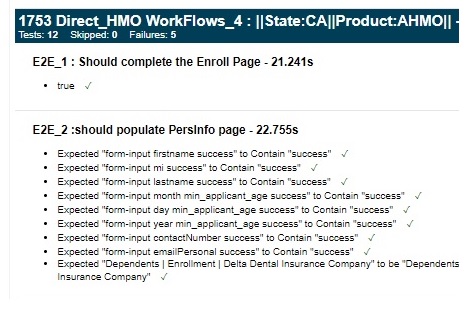 1753 Direct_HMO WorkFlows_4 : ||State:CA||Product:AHMO|| -
Tests: 12 Skipped: 0 Failures: 5
E2E_1 : Should complete the Enroll Page - 21.241s
• true ✓
E2E_2 :should populate PersInfo page - 22.755s
• Expected "form-input firstname success" to Contain "success" ✓
• Expected "form-input mi success" to Contain "success" ✓
• Expected "form-input lastname success" to Contain "success" ✓
• Expected "form-input month min_applicant_age success" to Contain "success" ✓
• Expected "form-input day min_applicant_age success" to Contain "success" ✓
• Expected "form-input year min_applicant_age success" to Contain "success" ✓
• Expected "form-input contactNumber success" to Contain "success" ✓
• Expected "form-input emailPersonal success" to Contain "success" ✓
• Expected "Dependents | Enrollment | Delta Dental Insurance Company" to be "Dependents
Insurance Company" ✓